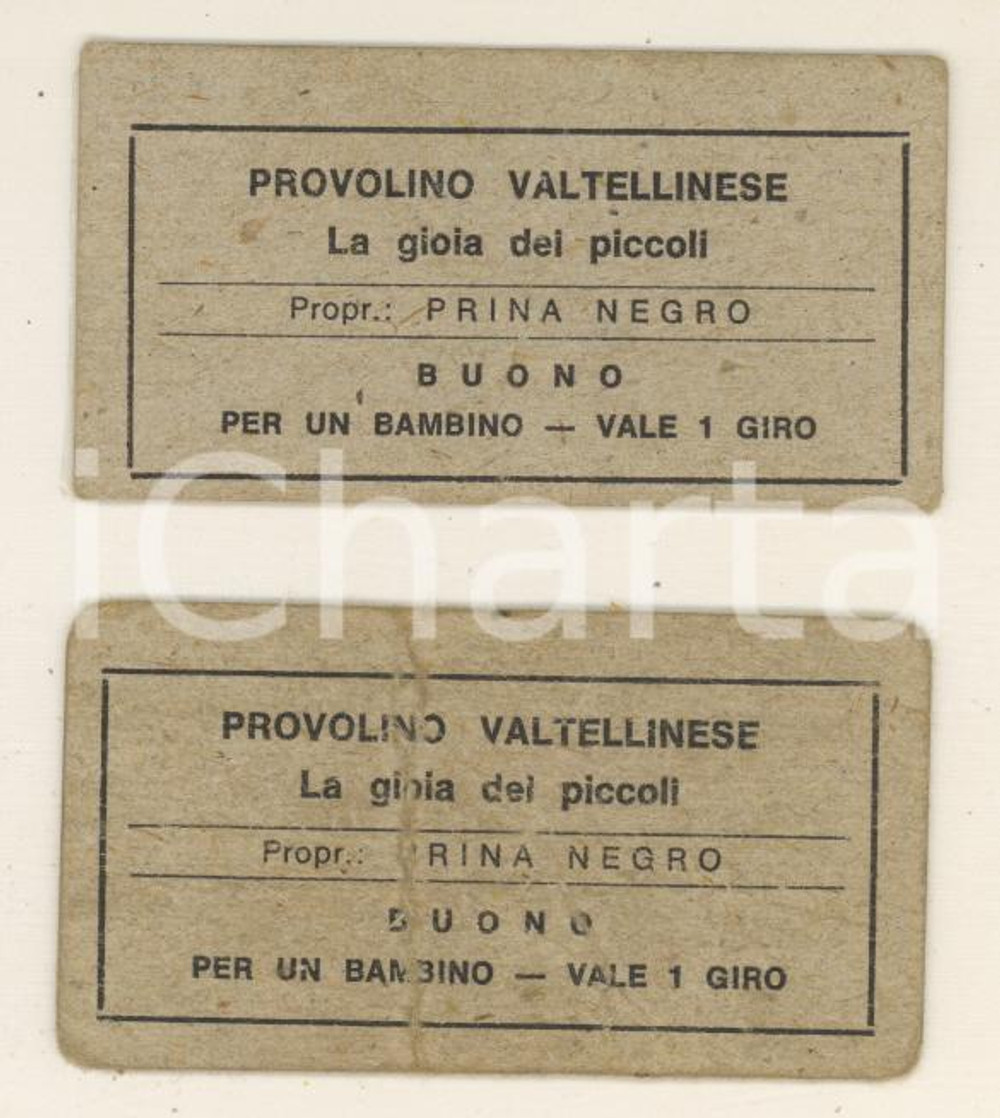 PROVOLINO VALTELLINESE
La gioia dei piccoli
Propr.: PRINA NEGRO
BUONO
PER UN BAMBINO — VALE 1 GIRO
iCharta
PROVOLINO VALTELLINESE
La gioia dei piccoli
Propr.: PRINA NEGRO
BUONO
PER UN BAMBINO — VALE 1 GIRO